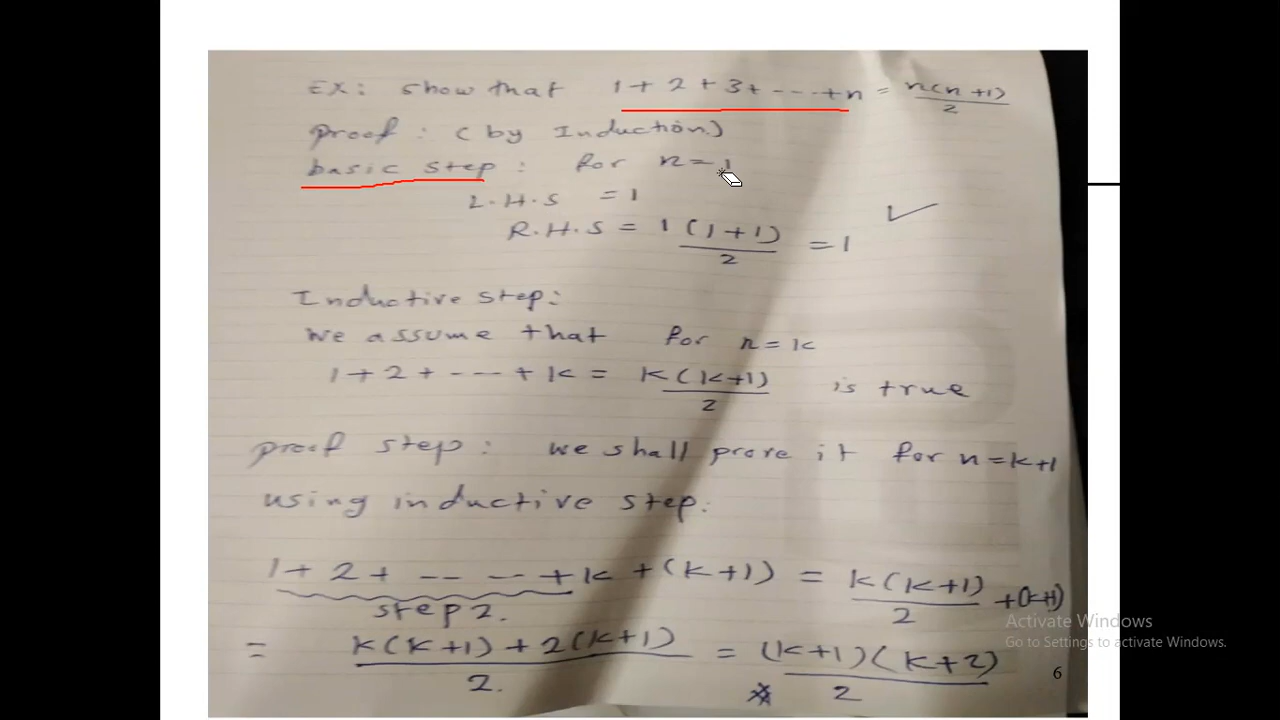 Ex: show that 1 + 2 + 3 + ----- + n = n(n+1)/2
proof : (by Induction)
basic step : for n = 1
L.H.S = 1
R.H.S = 1(1+1)/2 = 1 ✓
Inductive step:
we assume that for n = k
1 + 2 + ----- + k = k(k+1)/2 is true
proof step : we shall prove it for n = k+1
using inductive step.
1 + 2 + -- -- -- + k + (k+1) = k(k+1)/2 + (k+1)
step 2.
= k(k+1) + 2(k+1)/2. = (k+1)(k+2)/2
Activate Windows
Go to Settings to activate Windows.
6